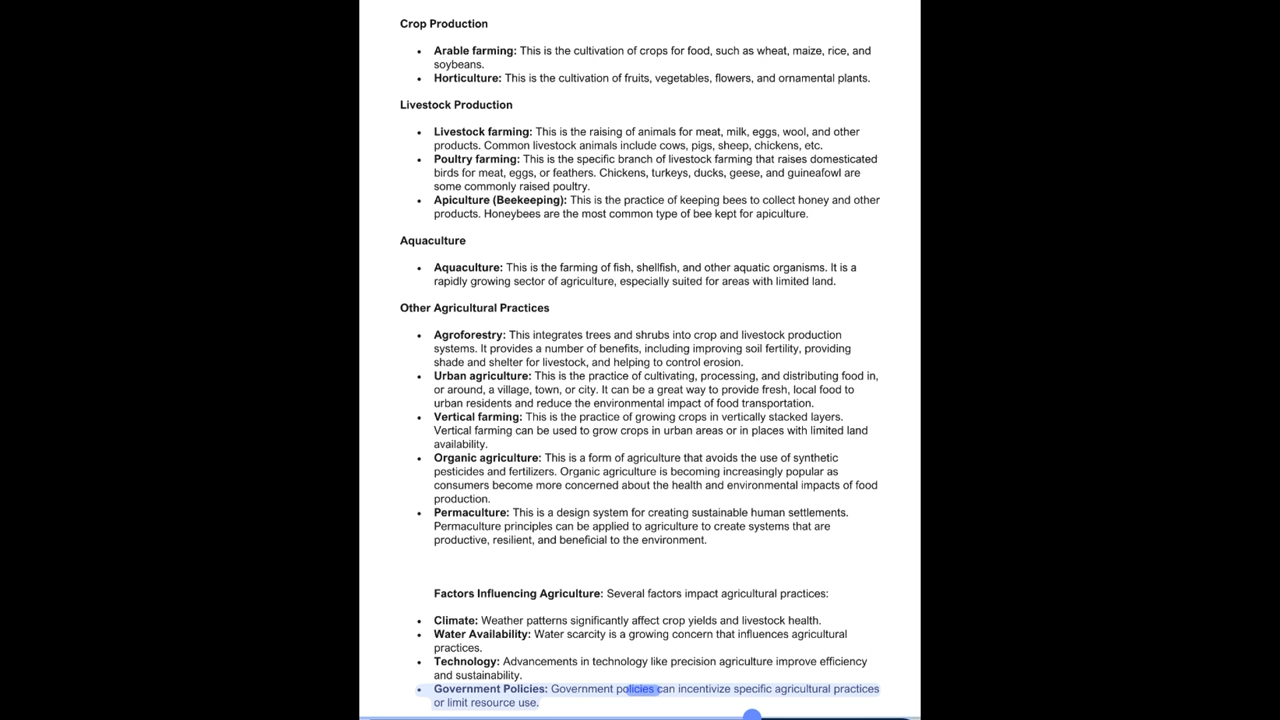 Crop Production
• Arable farming: This is the cultivation of crops for food, such as wheat, maize, rice, and
soybeans.
• Horticulture: This is the cultivation of fruits, vegetables, flowers, and ornamental plants.
Livestock Production
• Livestock farming: This is the raising of animals for meat, milk, eggs, wool, and other
products. Common livestock animals include cows, pigs, sheep, chickens, etc.
• Poultry farming: This is the specific branch of livestock farming that raises domesticated
birds for meat, eggs, or feathers. Chickens, turkeys, ducks, geese, and guineafowl are
some commonly raised poultry.
• Apiculture (Beekeeping): This is the practice of keeping bees to collect honey and other
products. Honeybees are the most common type of bee kept for apiculture.
Aquaculture
• Aquaculture: This is the farming of fish, shellfish, and other aquatic organisms. It is a
rapidly growing sector of agriculture, especially suited for areas with limited land.
Other Agricultural Practices
• Agroforestry: This integrates trees and shrubs into crop and livestock production
systems. It provides a number of benefits, including improving soil fertility, providing
shade and shelter for livestock, and helping to control erosion.
• Urban agriculture: This is the practice of cultivating, processing, and distributing food in,
or around, a village, town, or city. It can be a great way to provide fresh, local food to
urban residents and reduce the environmental impact of food transportation.
• Vertical farming: This is the practice of growing crops in vertically stacked layers.
Vertical farming can be used to grow crops in urban areas or in places with limited land
availability.
• Organic agriculture: This is a form of agriculture that avoids the use of synthetic
pesticides and fertilizers. Organic agriculture is becoming increasingly popular as
consumers become more concerned about the health and environmental impacts of food
production.
• Permaculture: This is a design system for creating sustainable human settlements.
Permaculture principles can be applied to agriculture to create systems that are
productive, resilient, and beneficial to the environment.
Factors Influencing Agriculture: Several factors impact agricultural practices:
• Climate: Weather patterns significantly affect crop yields and livestock health.
• Water Availability: Water scarcity is a growing concern that influences agricultural
practices.
• Technology: Advancements in technology like precision agriculture improve efficiency
and sustainability.
• Government Policies: Government policies can incentivize specific agricultural practices
or limit resource use.